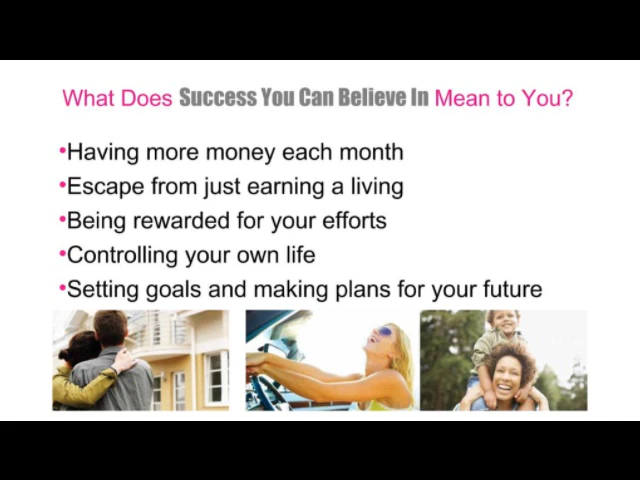 What Does Success You Can Believe In Mean to You?
•Having more money each month
•Escape from just earning a living
•Being rewarded for your efforts
•Controlling your own life
•Setting goals and making plans for your future